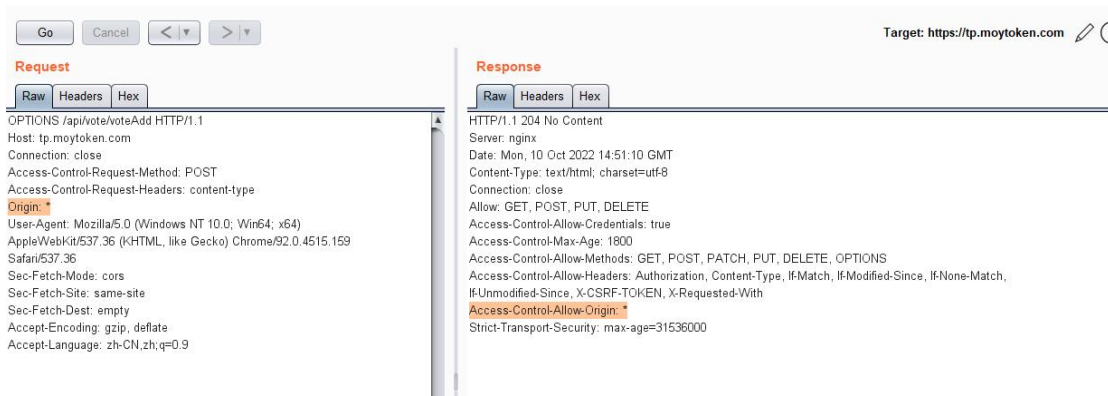 Go
Cancel
<
>
Target: https://tp.moytoken.com
Request
Raw
Headers
Hex
OPTIONS /api/vote/voteAdd HTTP/1.1
Host: tp.moytoken.com
Connection: close
Access-Control-Request-Method: POST
Access-Control-Request-Headers: content-type
Origin: *
User-Agent: Mozilla/5.0 (Windows NT 10.0; Win64; x64)
AppleWebKit/537.36 (KHTML, like Gecko) Chrome/92.0.4515.159
Safari/537.36
Sec-Fetch-Mode: cors
Sec-Fetch-Site: same-site
Sec-Fetch-Dest: empty
Accept-Encoding: gzip, deflate
Accept-Language: zh-CN,zh;q=0.9
Response
Raw
Headers
Hex
HTTP/1.1 204 No Content
Server: nginx
Date: Mon, 10 Oct 2022 14:51:10 GMT
Content-Type: text/html; charset=utf-8
Connection: close
Allow: GET, POST, PUT, DELETE
Access-Control-Allow-Credentials: true
Access-Control-Max-Age: 1800
Access-Control-Allow-Methods: GET, POST, PATCH, PUT, DELETE, OPTIONS
Access-Control-Allow-Headers: Authorization, Content-Type, If-Match, If-Modified-Since, If-None-Match,
If-Unmodified-Since, X-CSRF-TOKEN, X-Requested-With
Access-Control-Allow-Origin: *
Strict-Transport-Security: max-age=31536000